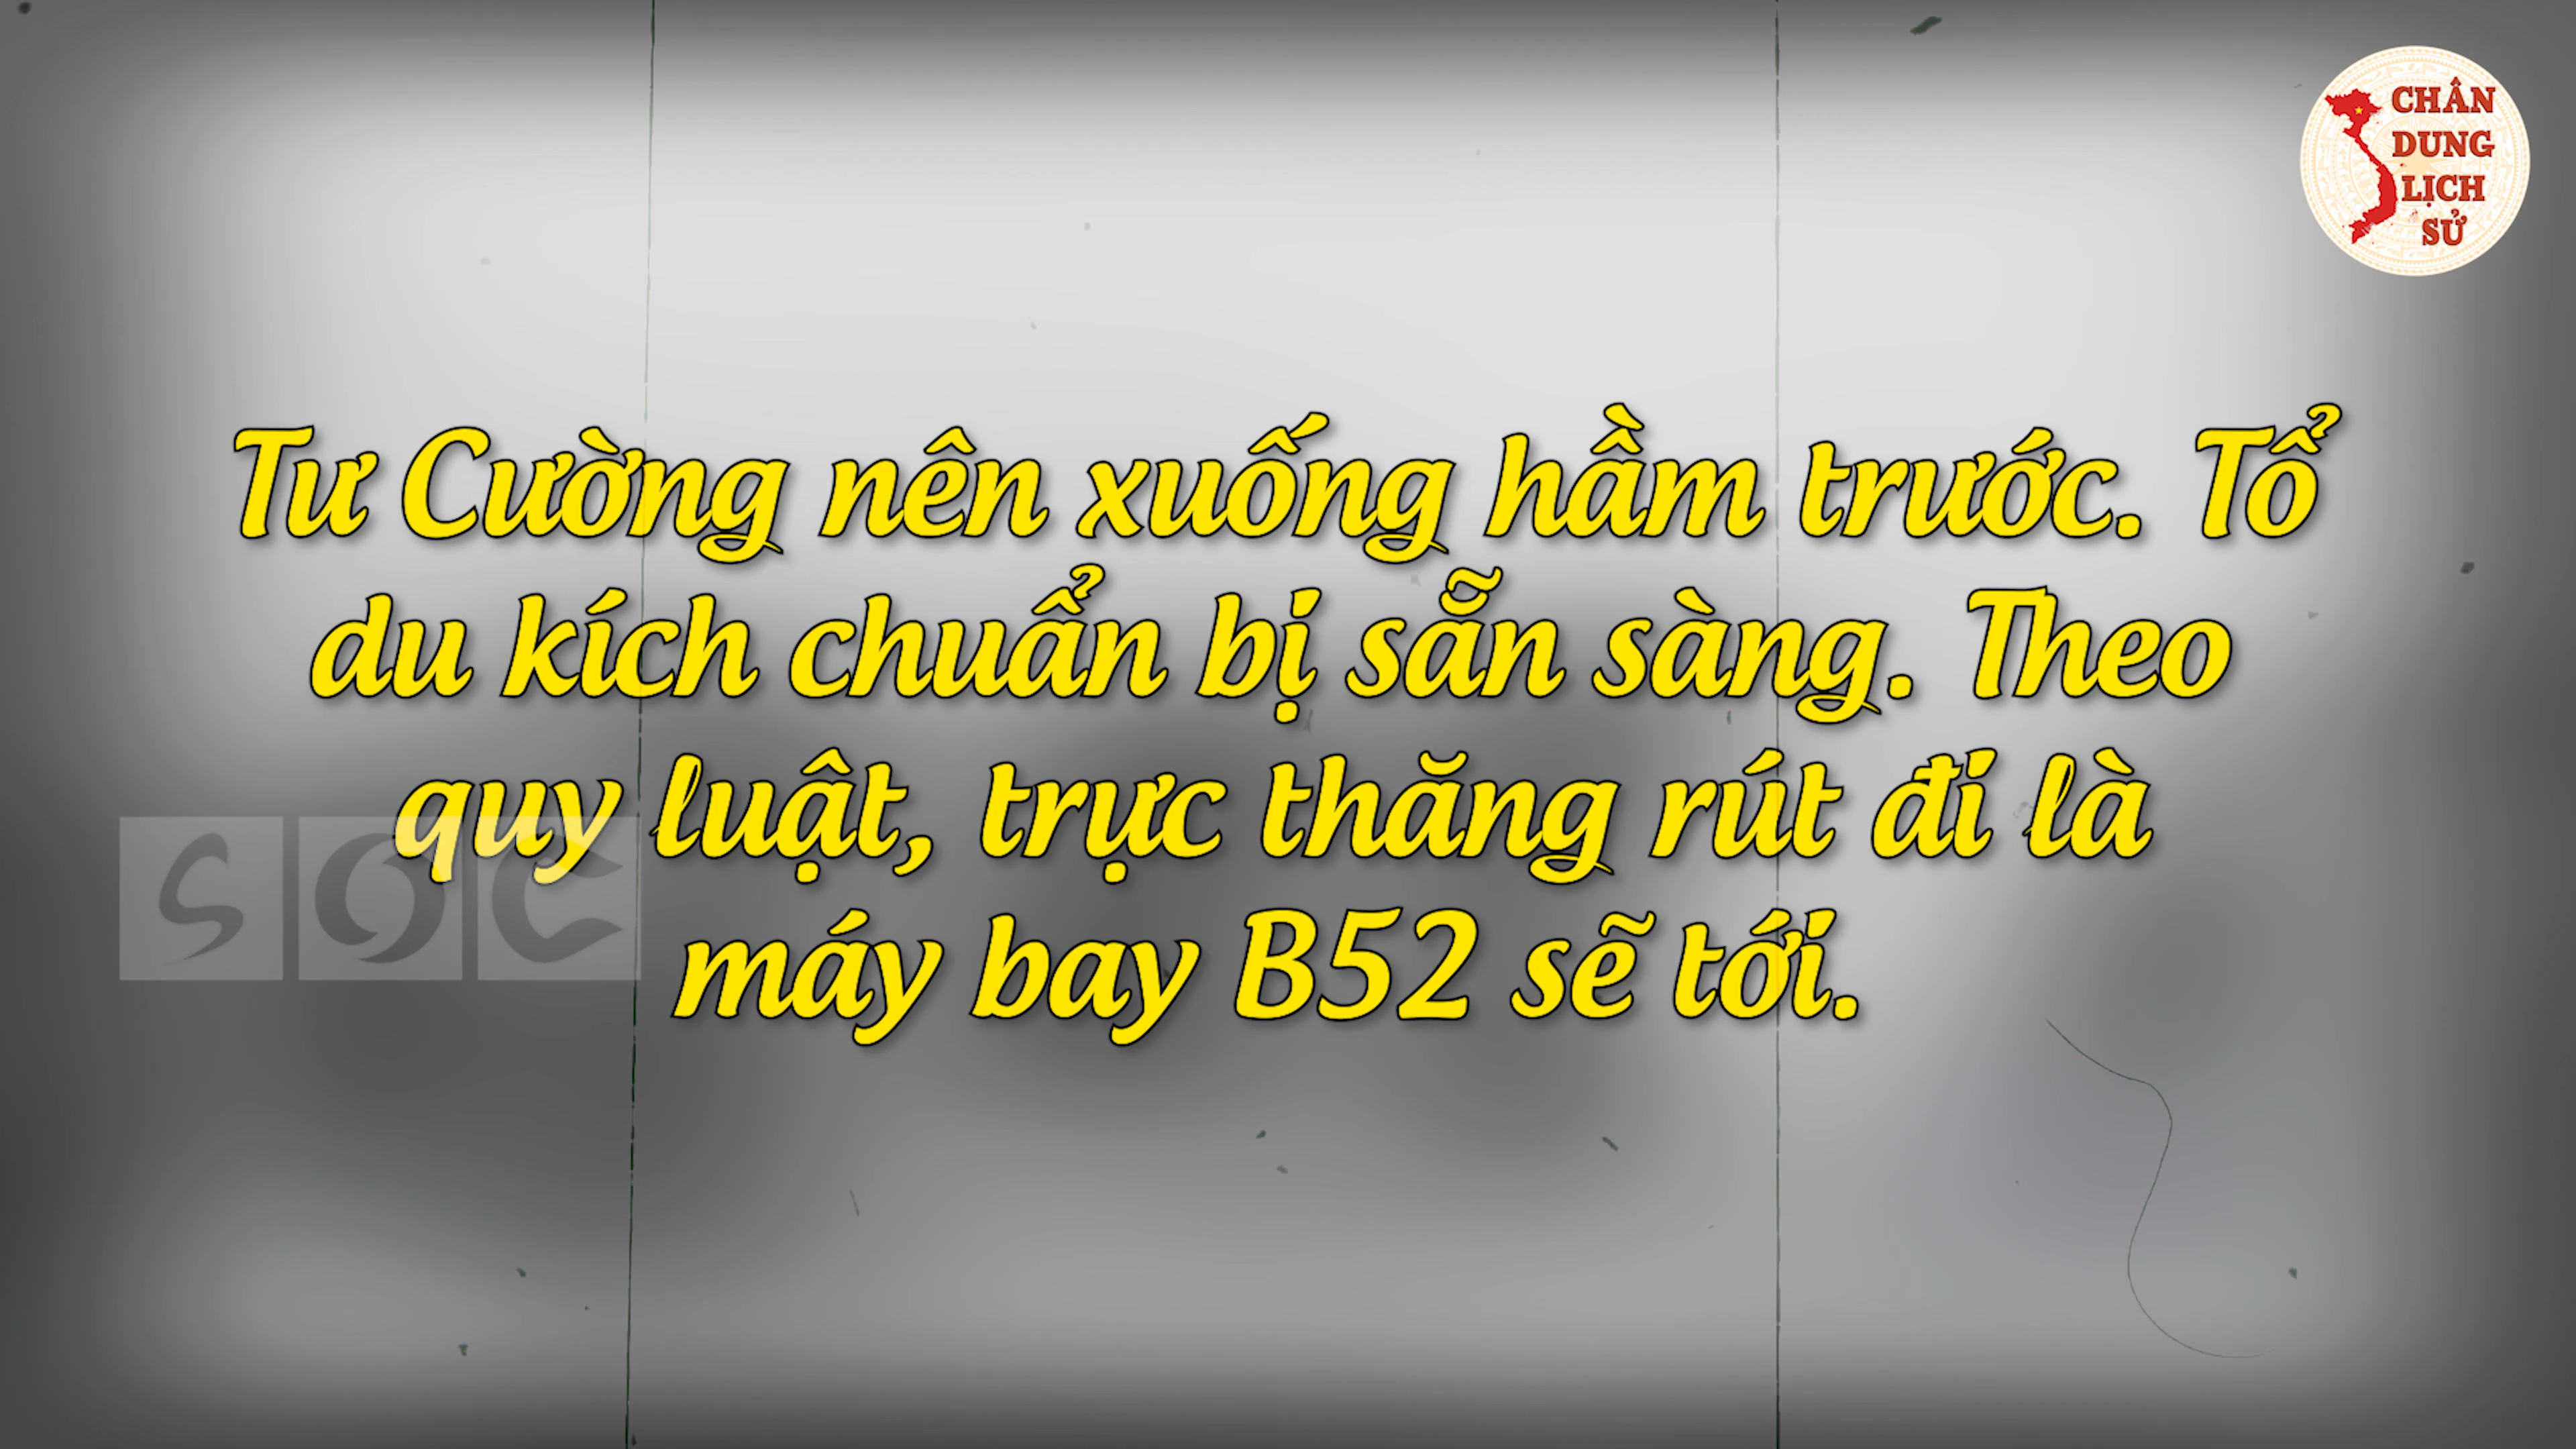 CHÂN
DUNG
LỊCH
SỬ
Tư Cường nên xuống hầm trước. Tổ
du kích chuẩn bị sẵn sàng. Theo
quy luật, trực thăng rút đi là
máy bay B52 sẽ tới.
SOC